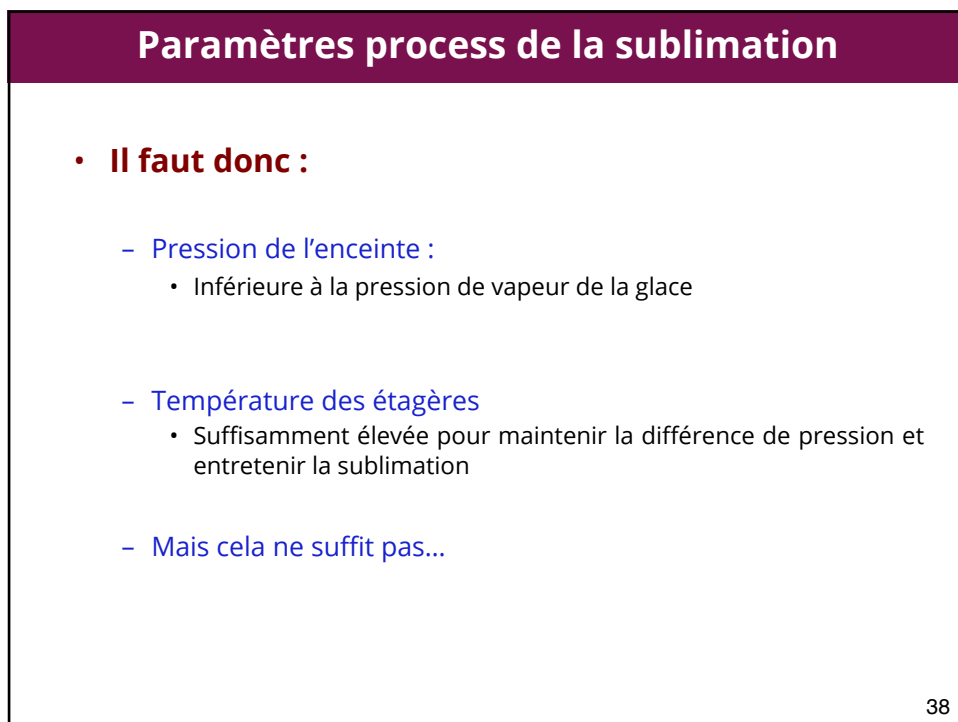 Paramètres process de la sublimation
• Il faut donc :
– Pression de l’enceinte :
• Inférieure à la pression de vapeur de la glace
– Température des étagères
• Suffisamment élevée pour maintenir la différence de pression et
entretenir la sublimation
– Mais cela ne suffit pas…
38